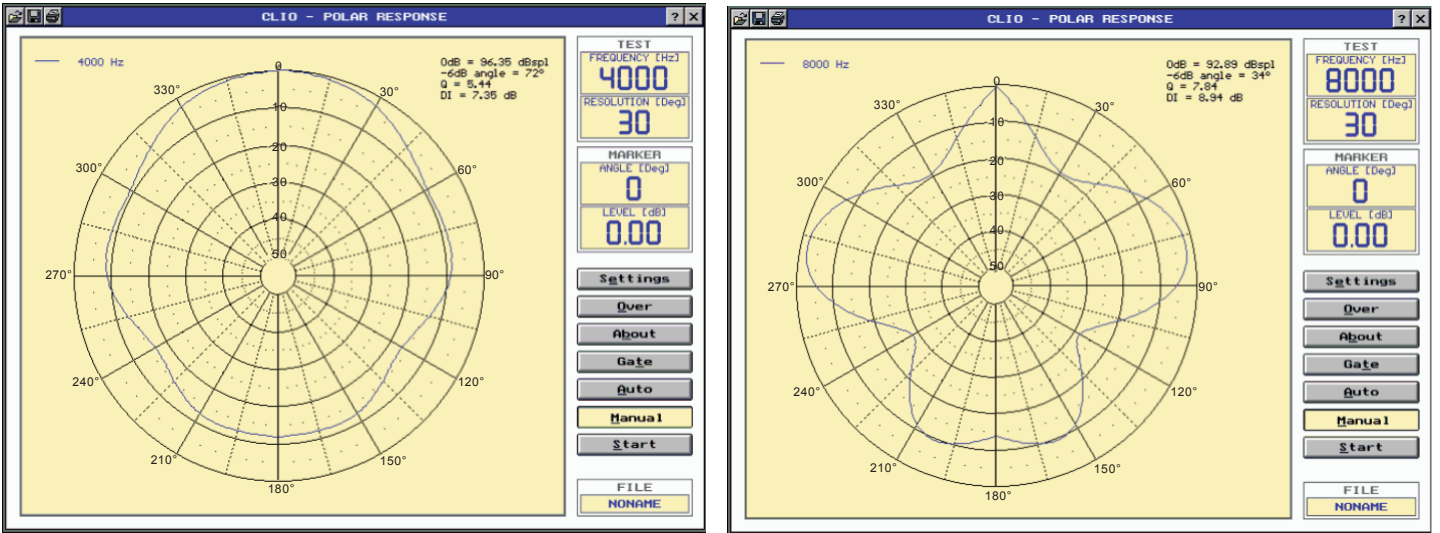 CLIO - POLAR RESPONSE
? X
4000 Hz
0dB = 96.35 dBspl
-6dB angle = 72°
Q = 5.44
DI = 7.35 dB
0
330°
30°
10
20
300°
60°
30
40
50
270°
90°
240°
120°
210°
150°
180°
TEST
FREQUENCY [Hz]
4000
RESOLUTION [Deg]
30
MARKER
ANGLE [Deg]
0
LEVEL [dB]
0.00
Settings
Over
About
Gate
Auto
Manual
Start
FILE
NONAME
CLIO - POLAR RESPONSE
? X
8000 Hz
0dB = 92.89 dBspl
-6dB angle = 34°
Q = 7.84
DI = 8.94 dB
0
330°
30°
10
20
300°
60°
30
40
50
270°
90°
240°
120°
210°
150°
180°
TEST
FREQUENCY [Hz]
8000
RESOLUTION [Deg]
30
MARKER
ANGLE [Deg]
0
LEVEL [dB]
0.00
Settings
Over
About
Gate
Auto
Manual
Start
FILE
NONAME